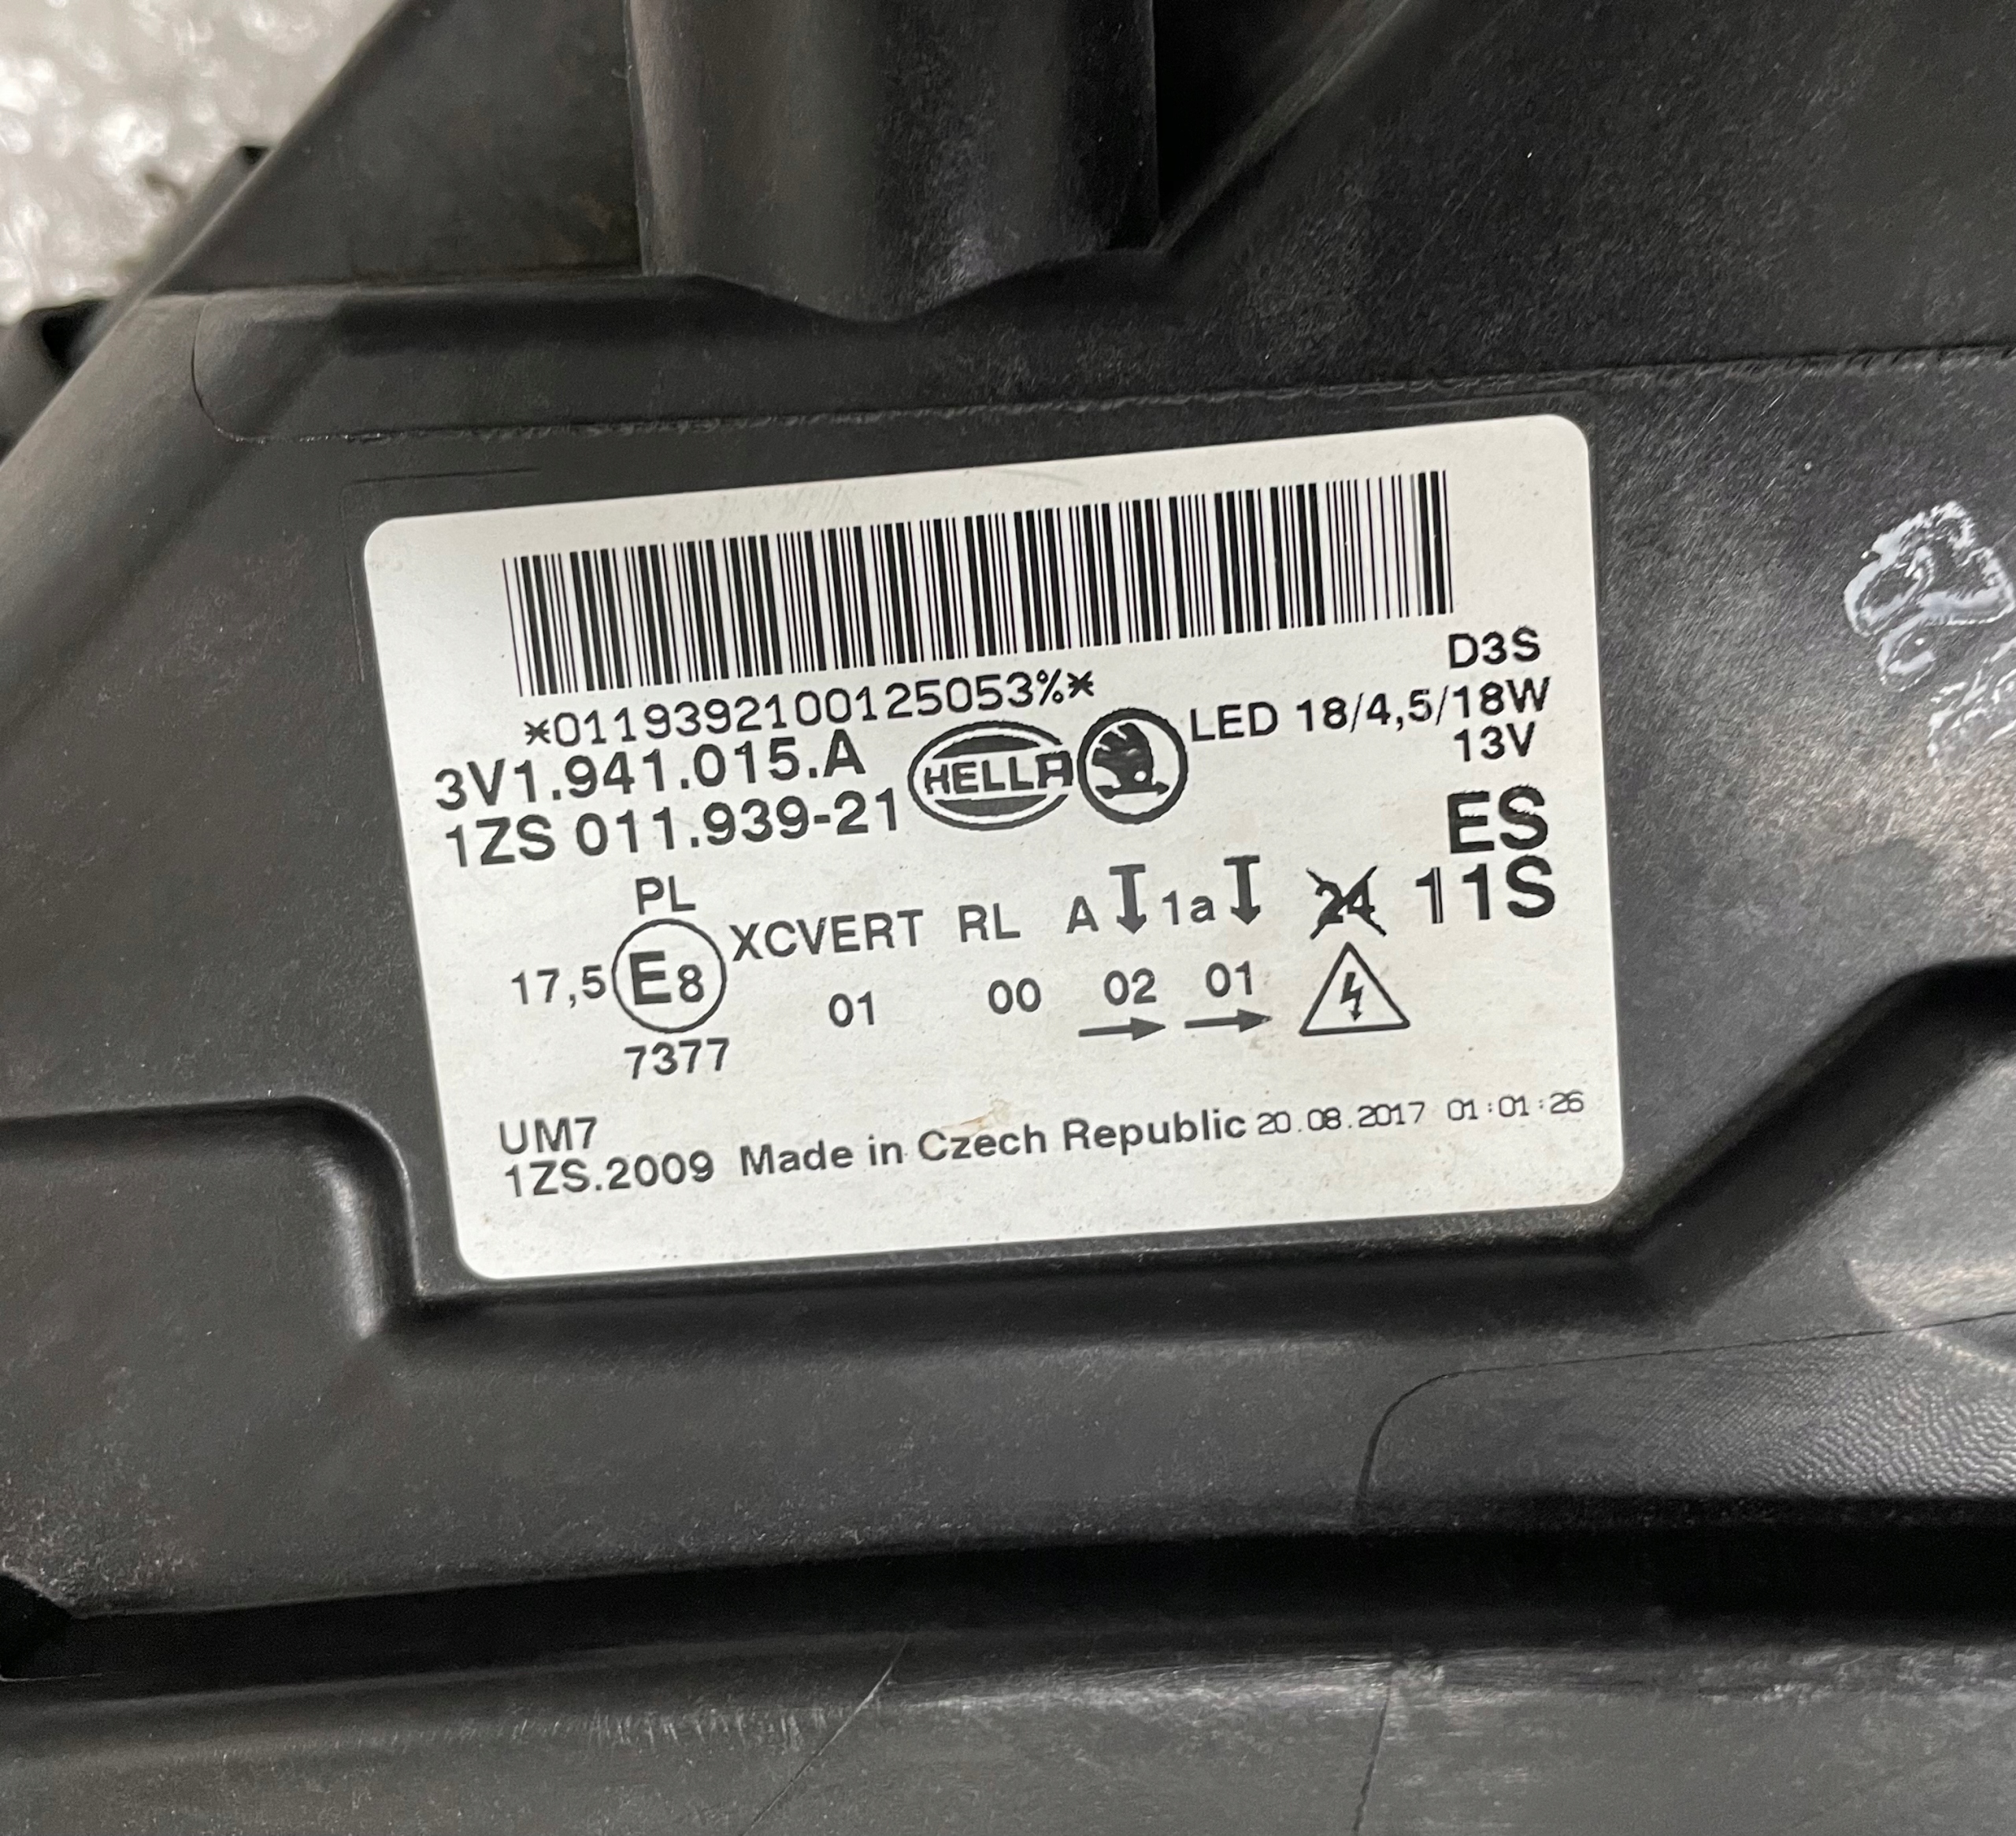 *0119392100125053%*
D3S
3V1.941.015.A HELLA LED 18/4,5/18W
13V
1ZS 011.939-21
ES
PL
XCVERT RL A 1a 24 11S
17,5 E8 01 00 02 01
7377
UM7
1ZS.2009 Made in Czech Republic 20.08.2017 01:01:26